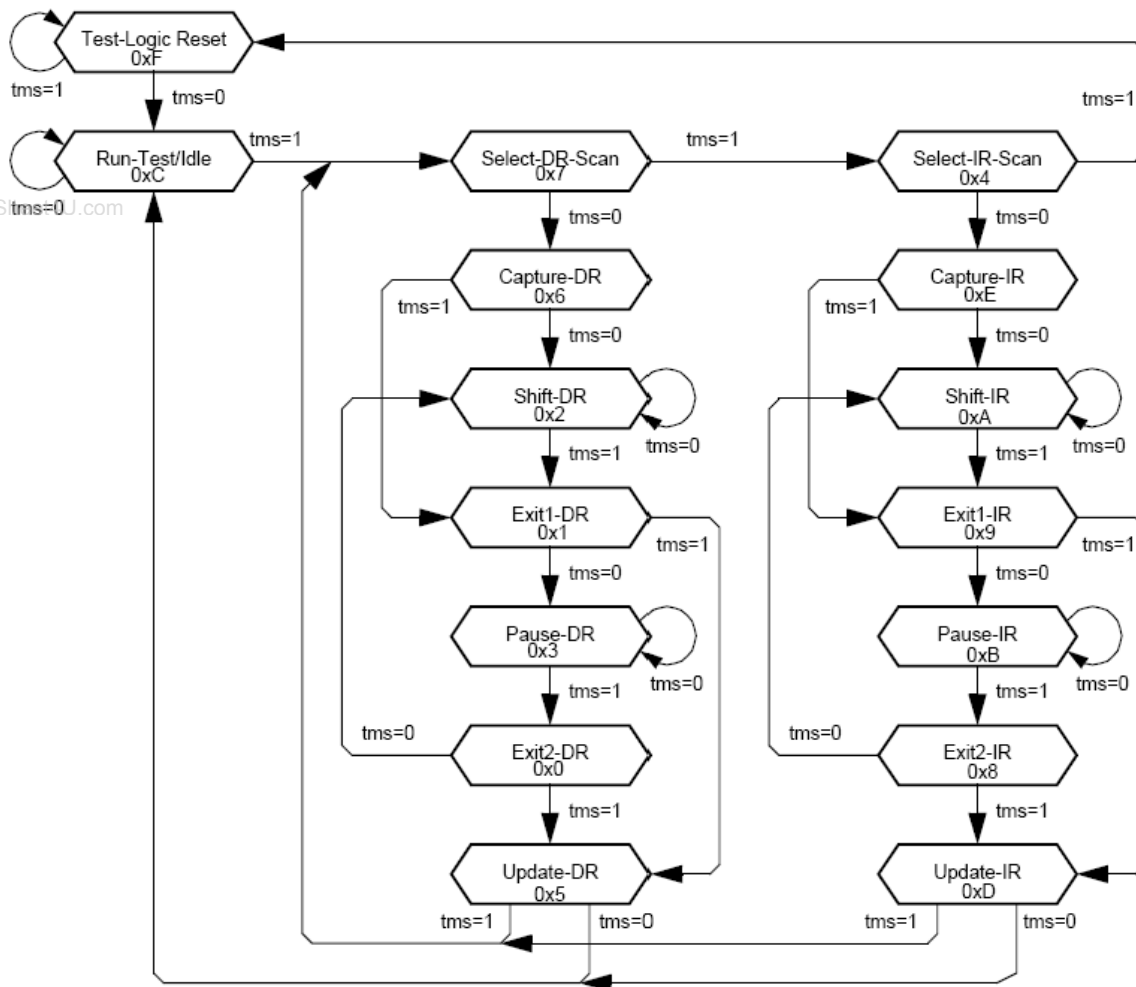 Test-Logic Reset
0xF
tms=1
tms=1
tms=0
Run-Test/Idle
0xC
tms=1
Select-DR-Scan
0x7
tms=1
Select-IR-Scan
0x4
U.com
tms=0
tms=0
tms=0
Capture-DR
0x6
Capture-IR
0xE
tms=1
tms=1
tms=0
tms=0
Shift-DR
0x2
Shift-IR
0xA
tms=0
tms=0
tms=1
tms=1
Exit1-DR
0x1
Exit1-IR
0x9
tms=1
tms=1
tms=0
tms=0
Pause-DR
0x3
Pause-IR
0xB
tms=0
tms=0
tms=1
tms=1
tms=0
tms=0
Exit2-DR
0x0
Exit2-IR
0x8
tms=1
tms=1
Update-DR
0x5
Update-IR
0xD
tms=1
tms=0
tms=1
tms=0